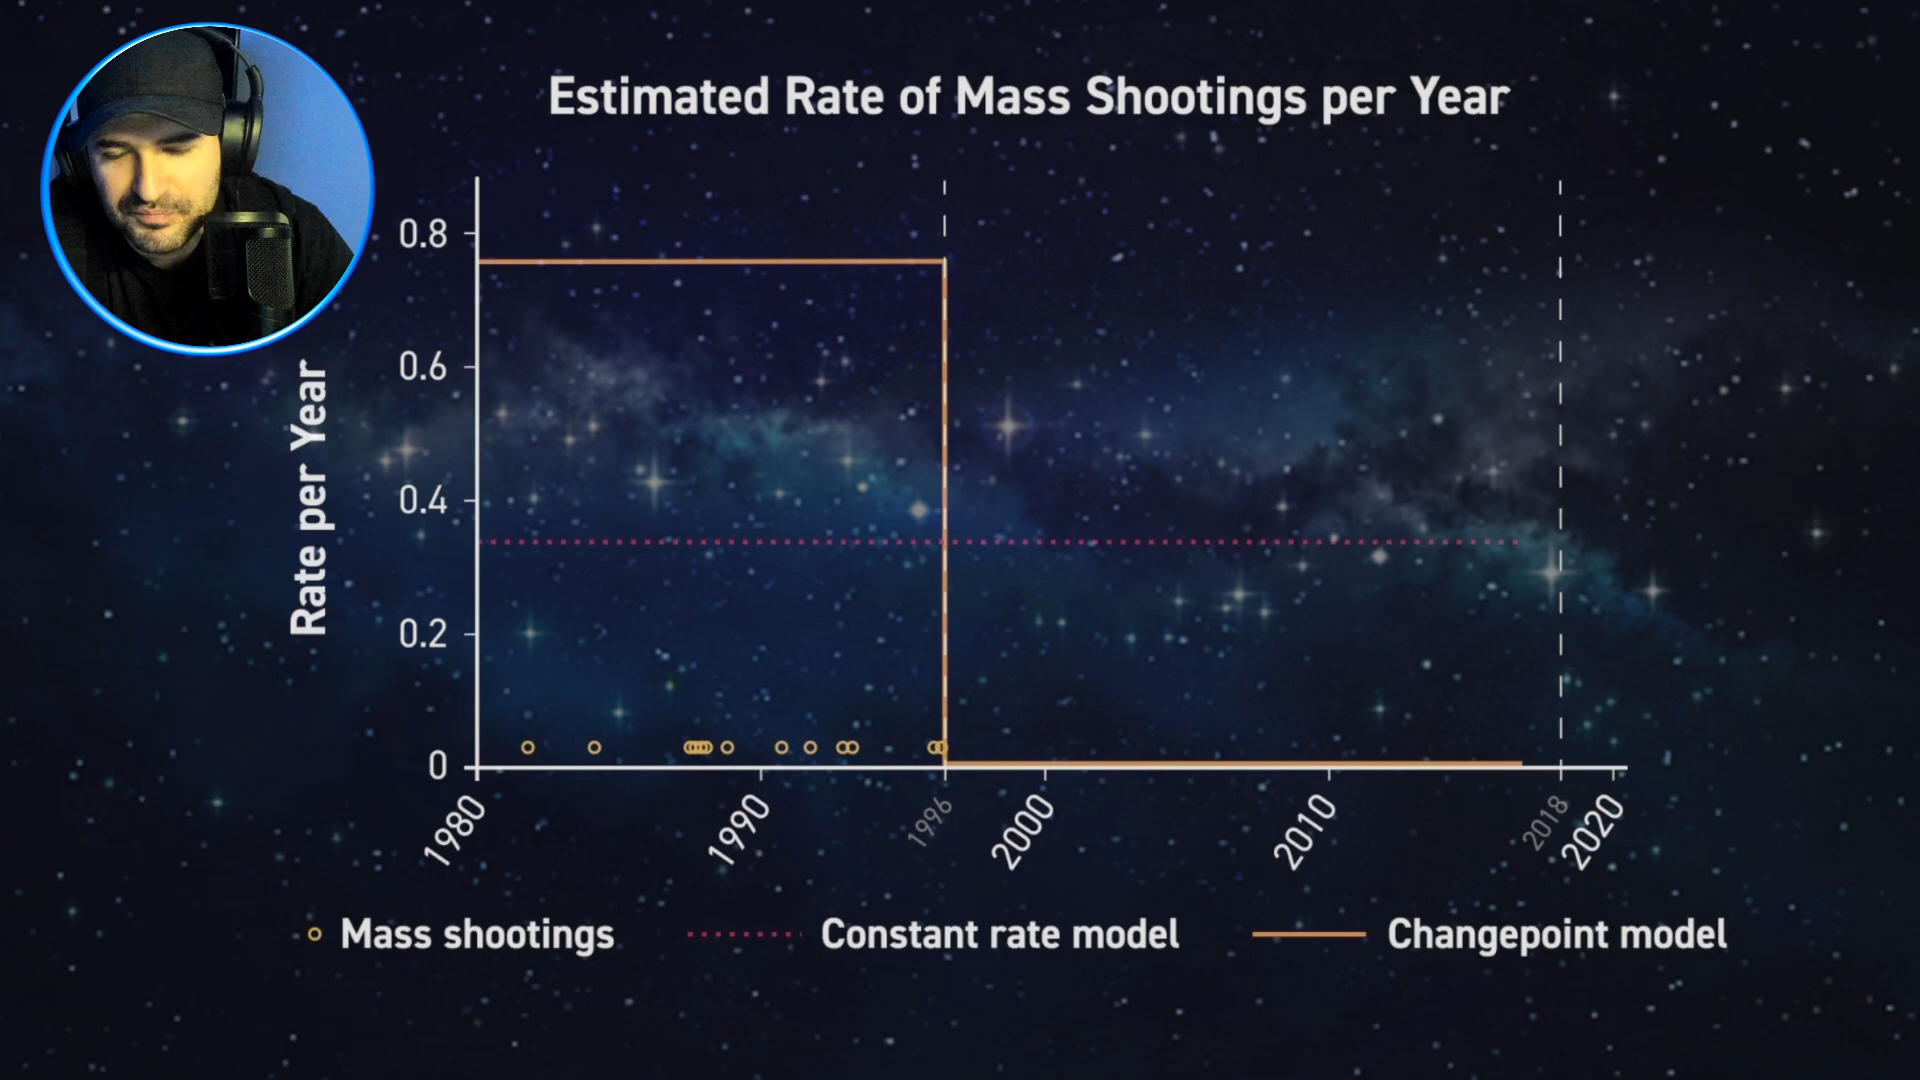 Estimated Rate of Mass Shootings per Year
Rate per Year
0.8
0.6
0.4
0.2
0
1980
1990
1996
2000
2010
2018
2020
Mass shootings
Constant rate model
Changepoint model